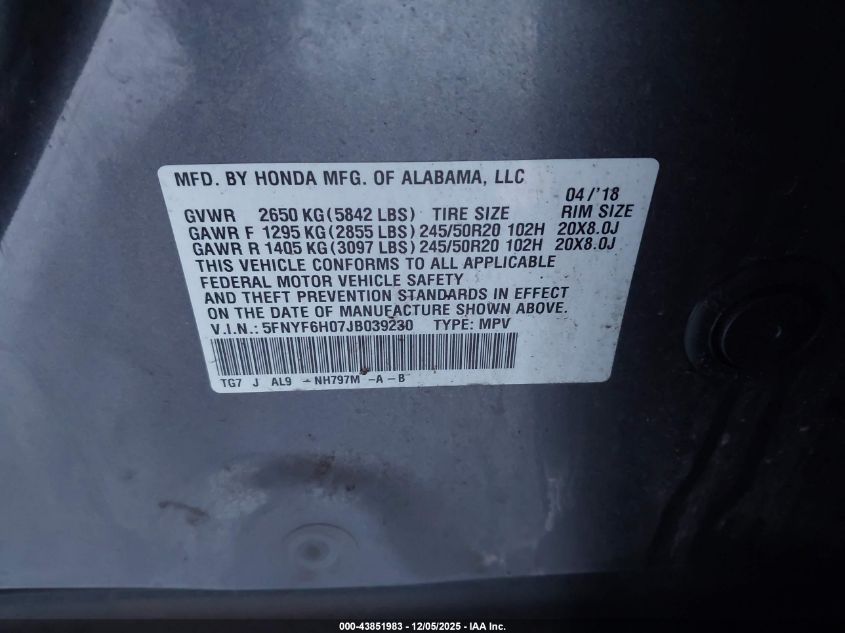 MFD. BY HONDA MFG. OF ALABAMA, LLC
04/'18
GVWR 2650 KG(5842 LBS) TIRE SIZE RIM SIZE
GAWR F 1295 KG(2855 LBS)245/50R20 102H 20X8.0J
GAWR R 1405 KG(3097 LBS)245/50R20 102H 20X8.0J
THIS VEHICLE CONFORMS TO ALL APPLICABLE
FEDERAL MOTOR VEHICLE SAFETY
AND THEFT PREVENTION STANDARDS IN EFFECT
ON THE DATE OF MANUFACTURE SHOWN ABOVE.
V.I.N.: 5FNYF6H07JB039230 TYPE: MPV
TG7 J AL9 - NH797M -A-B
000-43851983 - 12/05/2025 - IAA Inc.